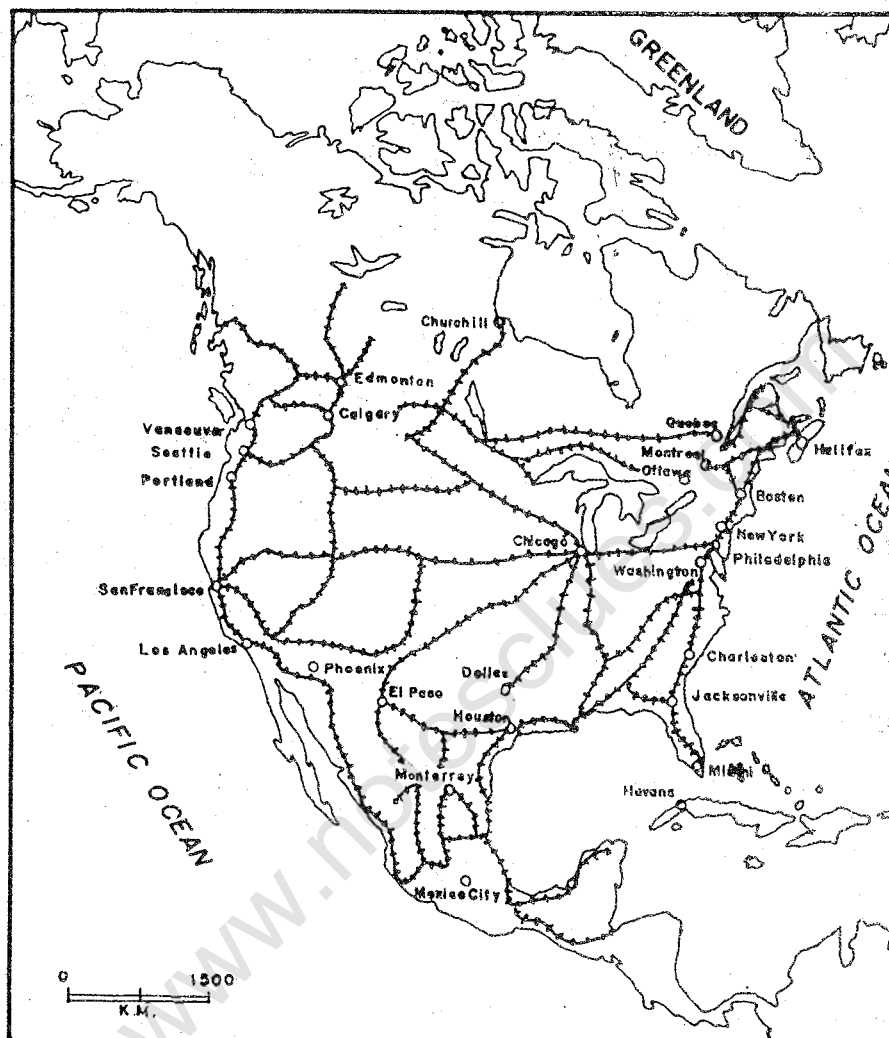 GREENLAND
Churchill
Edmonton
Calgary
Quebec
Vancouver
Montreal
Halifax
Seattle
Ottawa
Portland
Boston
New York
Chicago
Philadelphia
Washington
SanFrancisco
ATLANTIC OCEAN
Los Angeles
Charleston
Phoenix
Dallas
PACIFIC OCEAN
El Paso
Jacksonville
Houston
Miami
Monterrey
Havana
Mexico City
0 1500
K.M.
www.notesclues.com